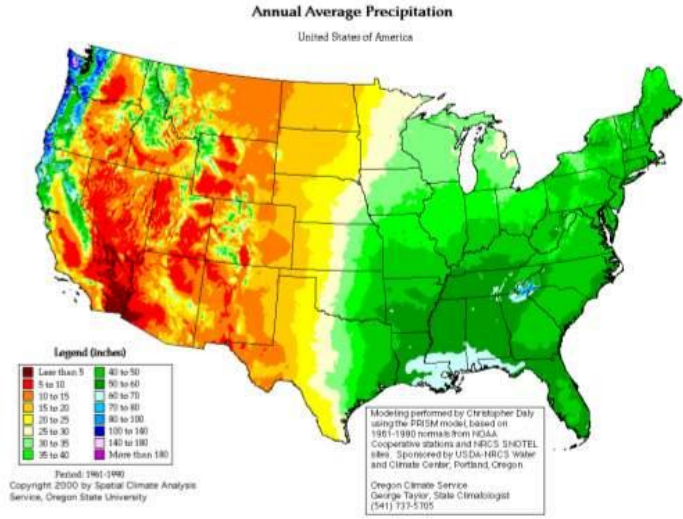 Annual Average Precipitation
United States of America
Legend (inches)
Less than 5
5 to 10
10 to 15
15 to 20
20 to 25
25 to 30
30 to 35
35 to 40
40 to 50
50 to 60
60 to 70
70 to 80
80 to 100
100 to 140
140 to 180
More than 180
Period: 1961-1990
Copyright 2000 by Spatial Climate Analysis
Service, Oregon State University
Modeling performed by Christopher Daly
using the PRISM model, based on
1961-1990 normals from NOAA
Cooperative stations and NRCS SNOTEL
sites. Sponsored by USDA-NRCS Water
and Climate Center, Portland, Oregon
Oregon Climate Service
George Taylor, State Climatologist
(541) 737-5705